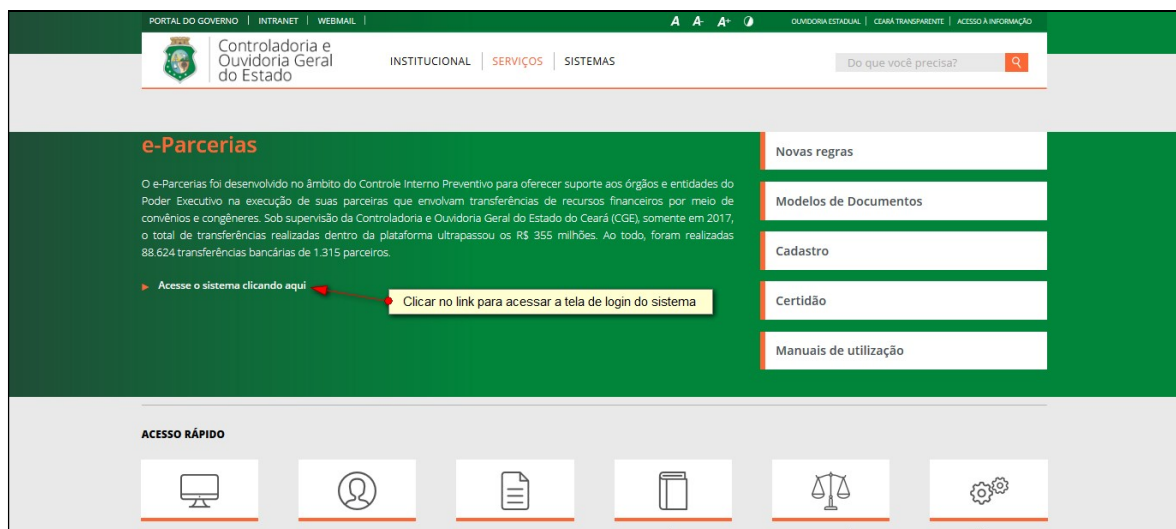 PORTAL DO GOVERNO | INTRANET | WEBMAIL |
A A- A+
OUVIDORIA ESTADUAL | CEARÁ TRANSPARENTE | ACESSO À INFORMAÇÃO
Controladoria e
Ouvidoria Geral
do Estado
INSTITUCIONAL | SERVIÇOS | SISTEMAS
Do que você precisa?
e-Parcerias
O e-Parcerias foi desenvolvido no âmbito do Controle Interno Preventivo para oferecer suporte aos órgãos e entidades do
Poder Executivo na execução de suas parceiras que envolvam transferências de recursos financeiros por meio de
convênios e congêneres. Sob supervisão da Controladoria e Ouvidoria Geral do Estado do Ceará (CGE), somente em 2017,
o total de transferências realizadas dentro da plataforma ultrapassou os R$ 355 milhões. Ao todo, foram realizadas
88.624 transferências bancárias de 1.315 parceiros.
Acesse o sistema clicando aqui
Clicar no link para acessar a tela de login do sistema
Novas regras
Modelos de Documentos
Cadastro
Certidão
Manuais de utilização
ACESSO RÁPIDO